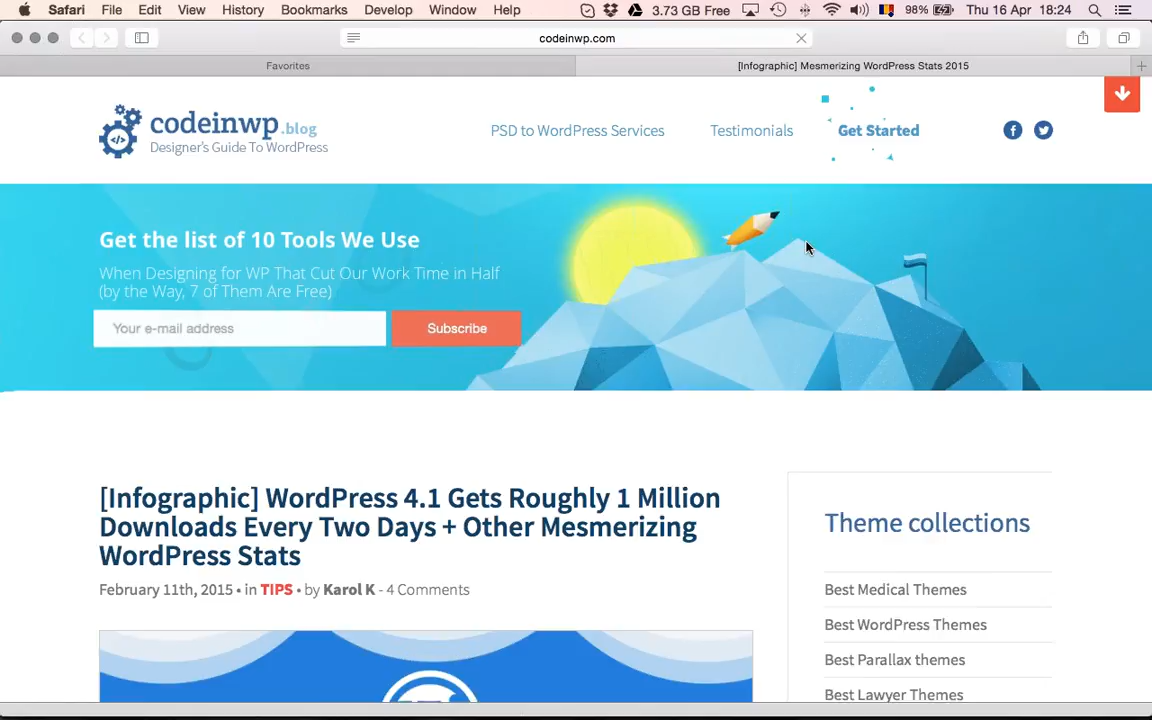 Safari File Edit View History Bookmarks Develop Window Help 3.73 GB Free 98% Thu 16 Apr 18:24
codeinwp.com
Favorites [Infographic] Mesmerizing WordPress Stats 2015
codeinwp.blog
Designer's Guide To WordPress
PSD to WordPress Services Testimonials Get Started
Get the list of 10 Tools We Use
When Designing for WP That Cut Our Work Time in Half
(by the Way, 7 of Them Are Free)
Your e-mail address Subscribe
[Infographic] WordPress 4.1 Gets Roughly 1 Million
Downloads Every Two Days + Other Mesmerizing
WordPress Stats
February 11th, 2015 • in TIPS • by Karol K - 4 Comments
Theme collections
Best Medical Themes
Best WordPress Themes
Best Parallax themes
Best Lawyer Themes